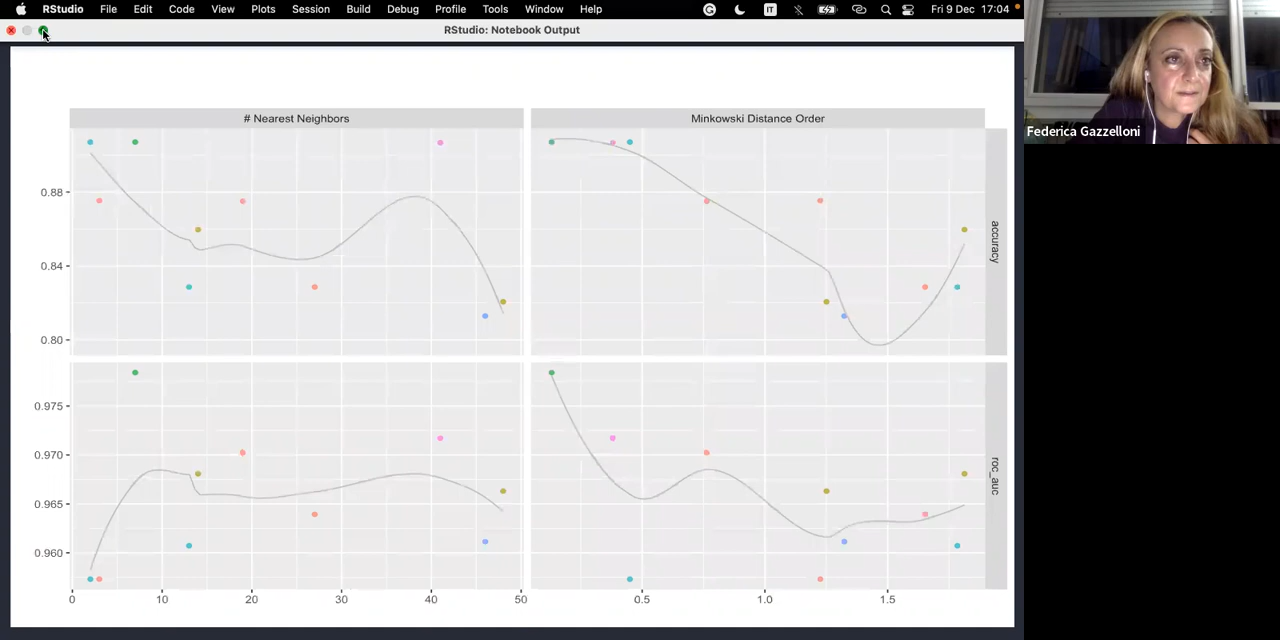 RStudio File Edit Code View Plots Session Build Debug Profile Tools Window Help IT Fri 9 Dec 17:04
RStudio: Notebook Output
Federica Gazzelloni
# Nearest Neighbors Minkowski Distance Order
0.88
0.84
0.80
accuracy
0.975
0.970
0.965
0.960
roc_auc
0 10 20 30 40 50 0.5 1.0 1.5